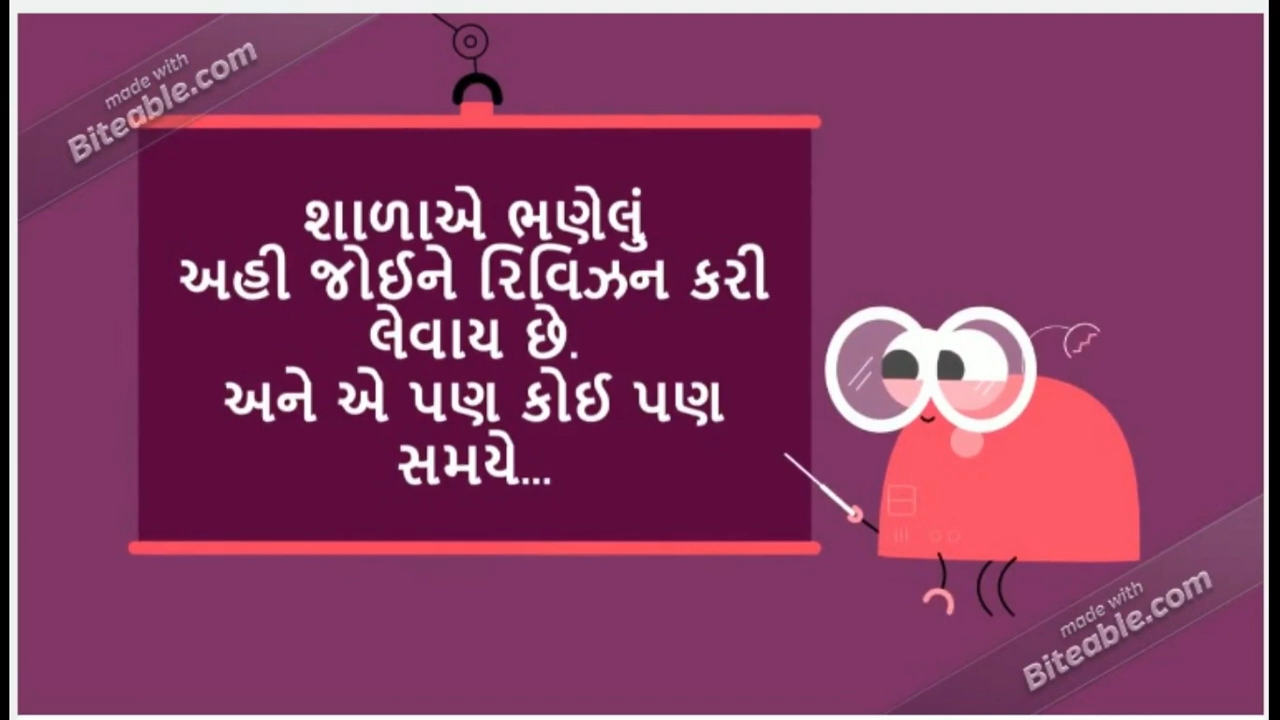 made with
Biteable.com
શાળાએ ભણેલું
અહી જોઈને રિવિઝન કરી
લેવાય છે.
અને એ પણ કોઈ પણ
સમયે...
made with
Biteable.com